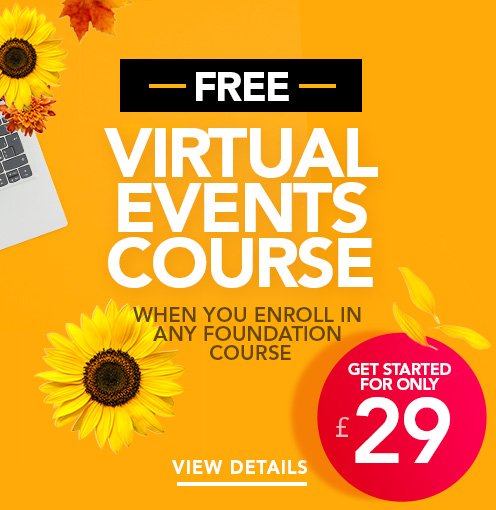 FREE
VIRTUAL
EVENTS
COURSE
WHEN YOU ENROLL IN
ANY FOUNDATION
COURSE
GET STARTED
FOR ONLY
£29
VIEW DETAILS